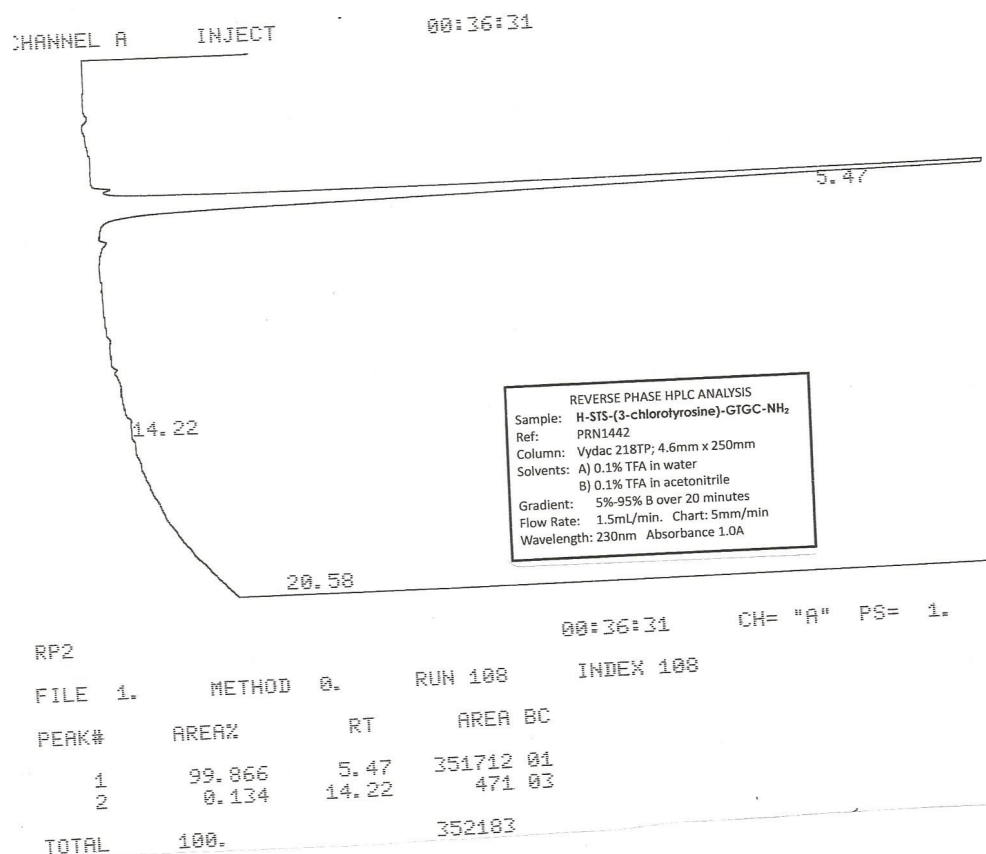 CHANNEL A INJECT 00:36:31
5.47
14.22
REVERSE PHASE HPLC ANALYSIS
Sample: H-STS-(3-chlorotyrosine)-GTGC-NH₂
Ref: PRN1442
Column: Vydac 218TP; 4.6mm x 250mm
Solvents: A) 0.1% TFA in water
B) 0.1% TFA in acetonitrile
Gradient: 5%-95% B over 20 minutes
Flow Rate: 1.5mL/min. Chart: 5mm/min
Wavelength: 230nm Absorbance 1.0A
20.58
00:36:31 CH= "A" PS= 1.
RP2
FILE 1. METHOD 0. RUN 108 INDEX 108
PEAK# AREA% RT AREA BC
1 99.866 5.47 351712 01
2 0.134 14.22 471 03
TOTAL 100. 352183